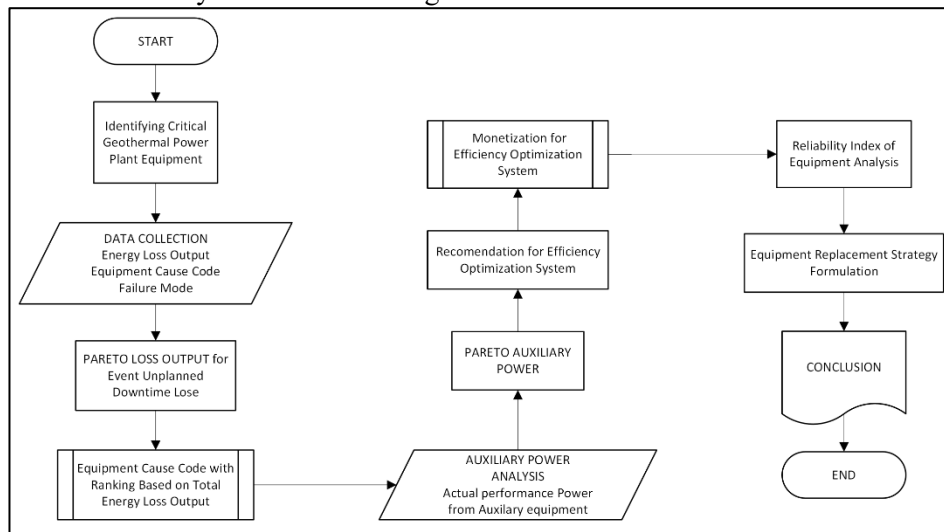 START
Identifying Critical
Geothermal Power
Plant Equipment
DATA COLLECTION
Energy Loss Output
Equipment Cause Code
Failure Mode
PARETO LOSS OUTPUT for
Event Unplanned
Downtime Lose
Equipment Cause Code with
Ranking Based on Total
Energy Loss Output
AUXILIARY POWER
ANALYSIS
Actual performance Power
from Auxilary equipment
PARETO AUXILIARY
POWER
Recomendation for Efficiency
Optimization System
Monetization for
Efficiency Optimization
System
Reliability Index of
Equipment Analysis
Equipment Replacement Strategy
Formulation
CONCLUSION
END